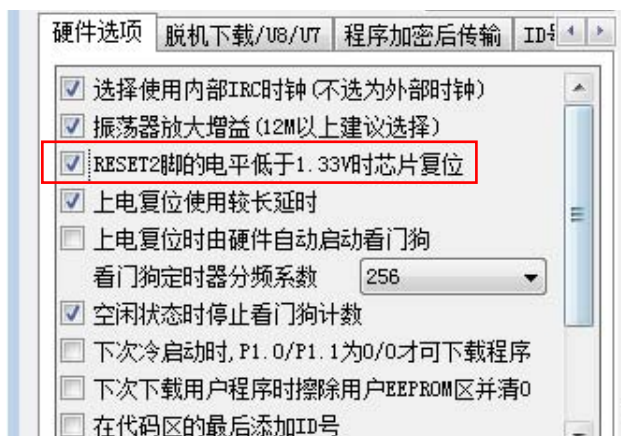 硬件选项 脱机下载/U8/U7 程序加密后传输 ID
选择使用内部IRC时钟(不选为外部时钟)
振荡器放大增益(12M以上建议选择)
RESET2脚的电平低于1.33V时芯片复位
上电复位使用较长延时
上电复位时由硬件自动启动看门狗
看门狗定时器分频系数 256
空闲状态时停止看门狗计数
下次冷启动时,P1.0/P1.1为0/0才可下载程序
下次下载用户程序时擦除用户EEPROM区并清0
在代码区的最后添加ID号